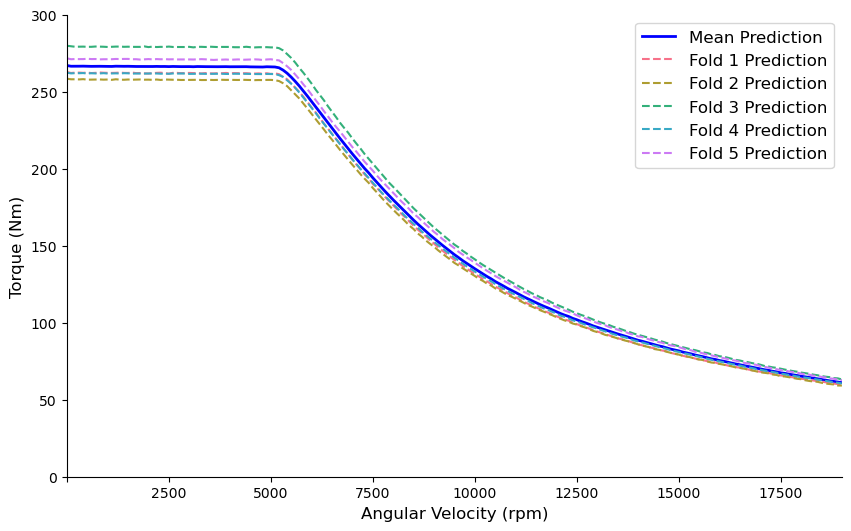 300
250
200
150
100
50
0
Torque (Nm)
2500 5000 7500 10000 12500 15000 17500
Angular Velocity (rpm)
Mean Prediction
Fold 1 Prediction
Fold 2 Prediction
Fold 3 Prediction
Fold 4 Prediction
Fold 5 Prediction